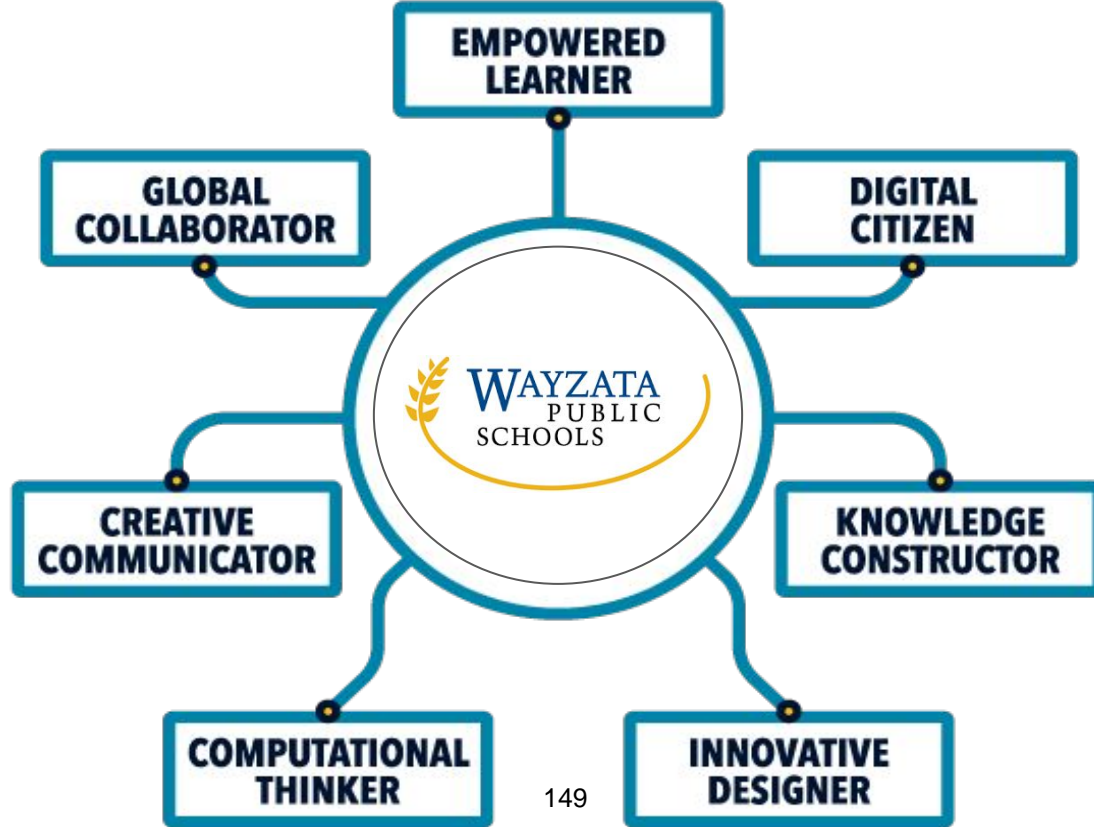 EMPOWERED
LEARNER
GLOBAL
COLLABORATOR
DIGITAL
CITIZEN
WAYZATA
PUBLIC
SCHOOLS
CREATIVE
COMMUNICATOR
KNOWLEDGE
CONSTRUCTOR
COMPUTATIONAL
THINKER
INNOVATIVE
DESIGNER
149